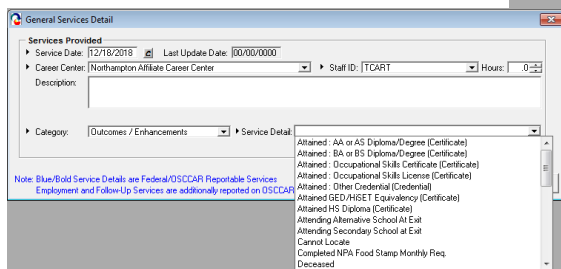 General Services Detail
Services Provided
Service Date: 12/18/2018 Last Update Date: 00/00/0000
Career Center: Northampton Affiliate Career Center Staff ID: TCART Hours: .0
Description:
Category: Outcomes / Enhancements Service Detail:
Attained : AA or AS Diploma/Degree (Certificate)
Attained : BA or BS Diploma/Degree (Certificate)
Attained : Occupational Skills Certificate (Certificate)
Attained : Occupational Skills License (Certificate)
Attained : Other Credential (Credential)
Attained GED/HiSET Equivalency (Certificate)
Attained HS Diploma (Certificate)
Attending Alternative School At Exit
Attending Secondary School at Exit
Cannot Locate
Completed NPA Food Stamp Monthly Req.
Deceased
Note: Blue/Bold Service Details are Federal/OSCCAR Reportable Services
Employment and Follow-Up Services are additionally reported on OSCCAR